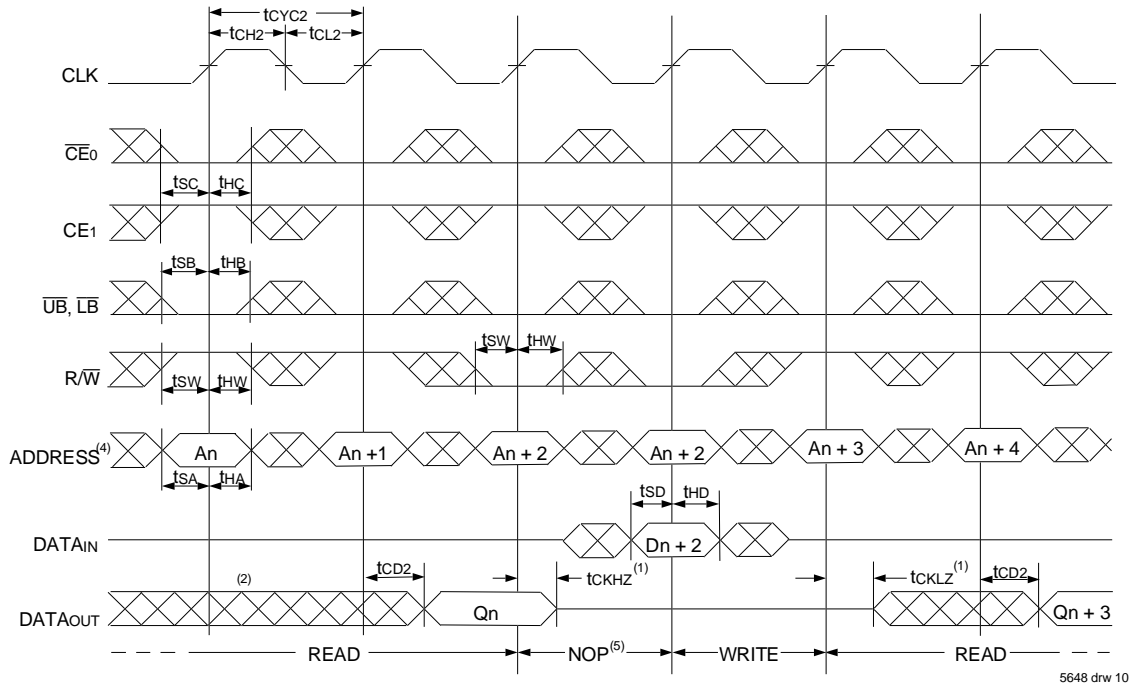 tCYC2
tCH2 tCL2
CLK
CE0
tSC tHC
CE1
tSB tHB
UB, LB
tSW tHW
R/W
tSW tHW
ADDRESS(4) An An +1 An + 2 An + 2 An + 3 An + 4
tSA tHA
tSD tHD
DATAIN Dn + 2
(2) tCD2 tCKHZ(1) tCKLZ(1) tCD2
DATAOUT Qn Qn + 3
READ NOP(5) WRITE READ
5648 drw 10